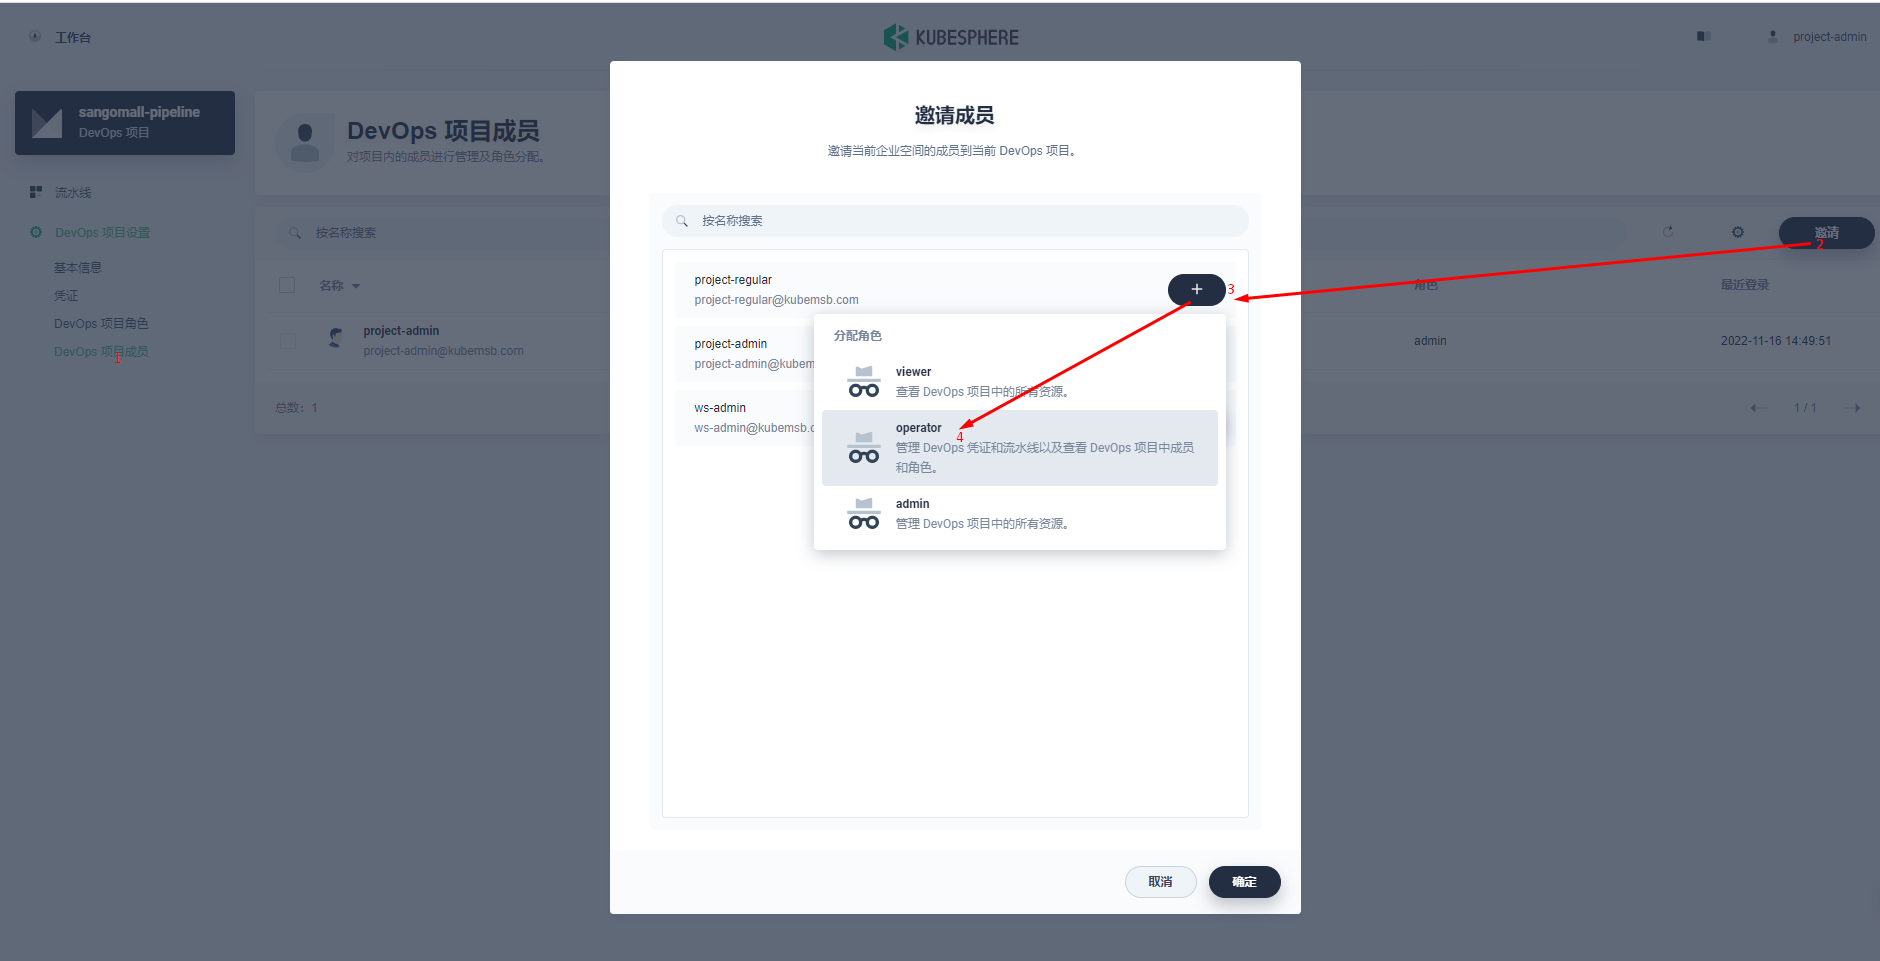 工作台
KUBESPHERE
project-admin
sangomall-pipeline
DevOps 项目
流水线
DevOps 项目设置
基本信息
凭证
DevOps 项目角色
DevOps 项目成员
1
DevOps 项目成员
对项目内的成员进行管理及角色分配。
按名称搜索
邀请
2
名称
角色
最近登录
project-admin
project-admin@kubemsb.com
admin
2022-11-16 14:49:51
总数：1
1 / 1
邀请成员
邀请当前企业空间的成员到当前 DevOps 项目。
按名称搜索
project-regular
project-regular@kubemsb.com
3
project-admin
project-admin@kubem
ws-admin
ws-admin@kubemsb.c
分配角色
viewer
查看 DevOps 项目中的所有资源。
operator
4
管理 DevOps 凭证和流水线以及查看 DevOps 项目中成员
和角色。
admin
管理 DevOps 项目中的所有资源。
取消
确定